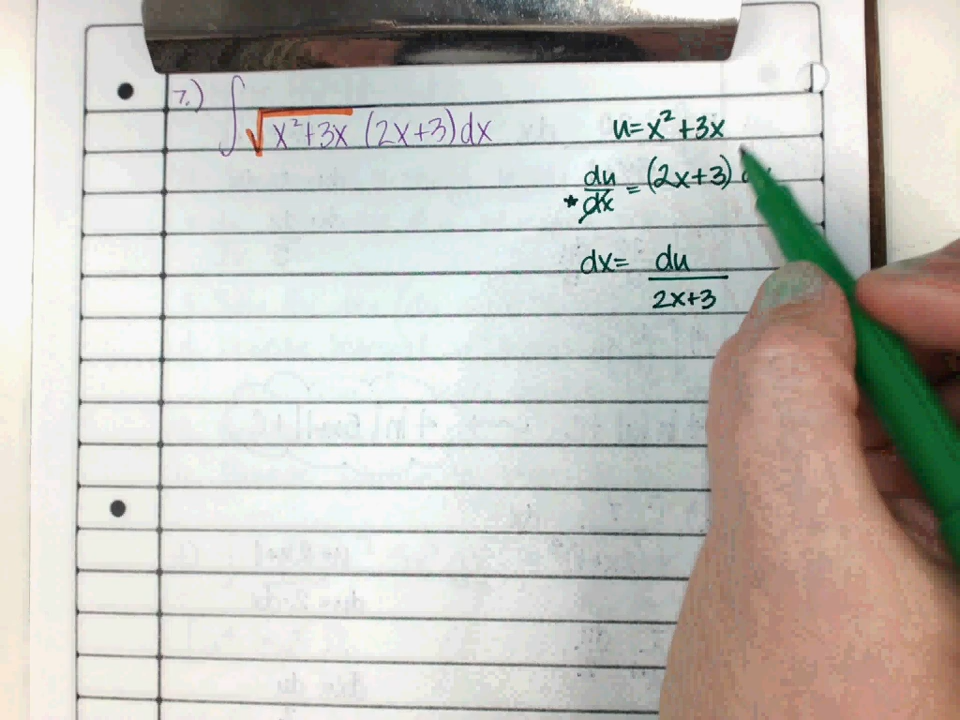 7.) ∫ √x²+3x (2x+3)dx
u=x²+3x
* du/dx = (2x+3)
dx= du/2x+3